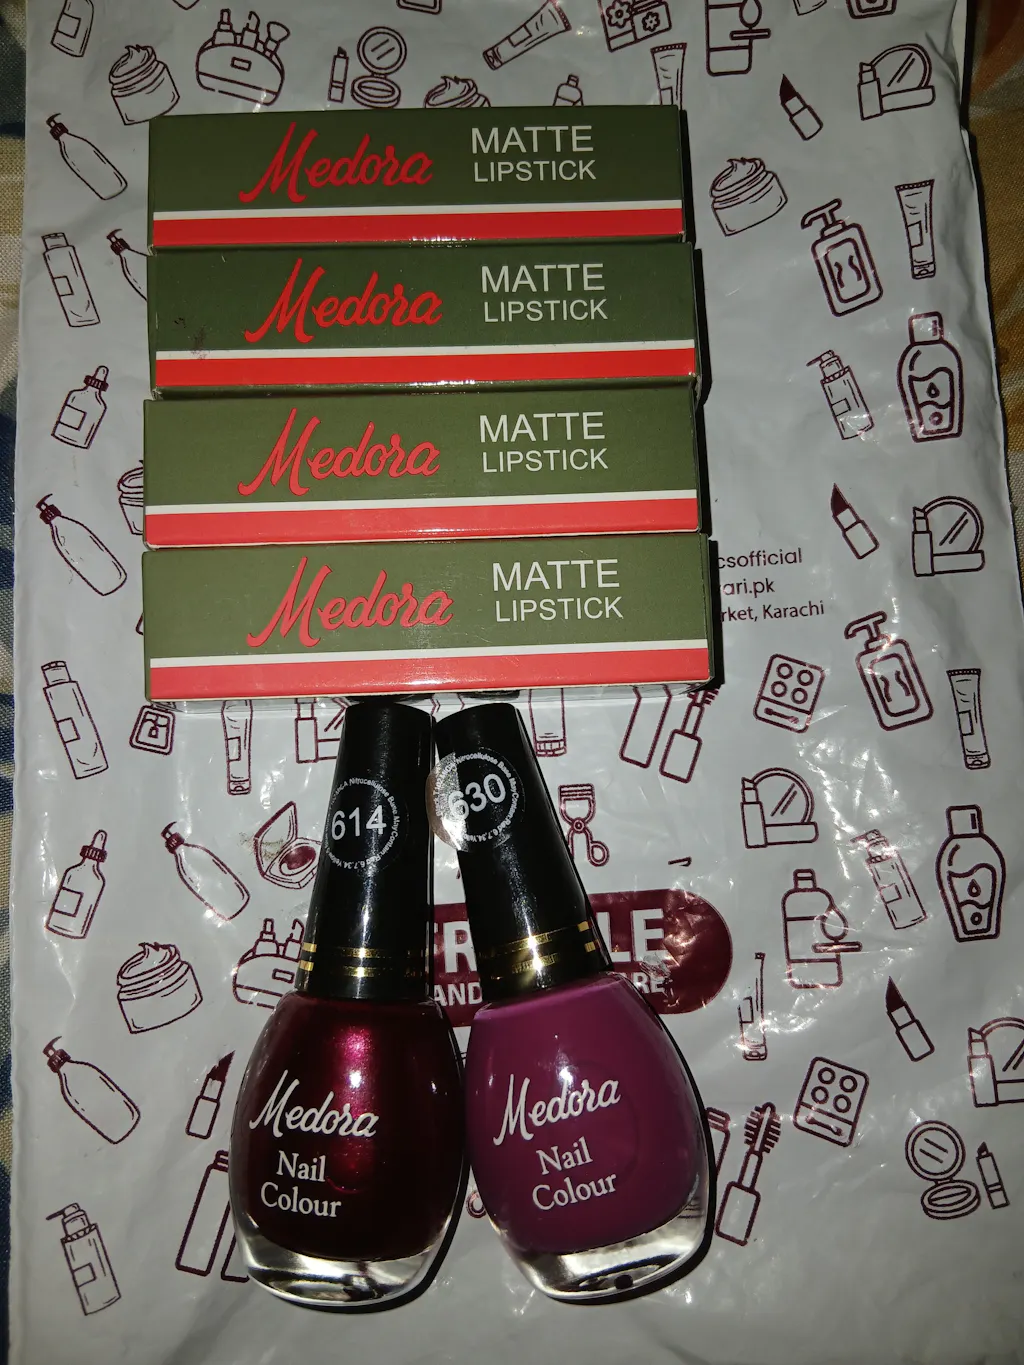 Medora MATTE
LIPSTICK
Medora MATTE
LIPSTICK
Medora MATTE
LIPSTICK
Medora MATTE
LIPSTICK
csofficial
ari.pk
rket, Karachi
614
630
Medora
Nail
Colour
Medora
Nail
Colour